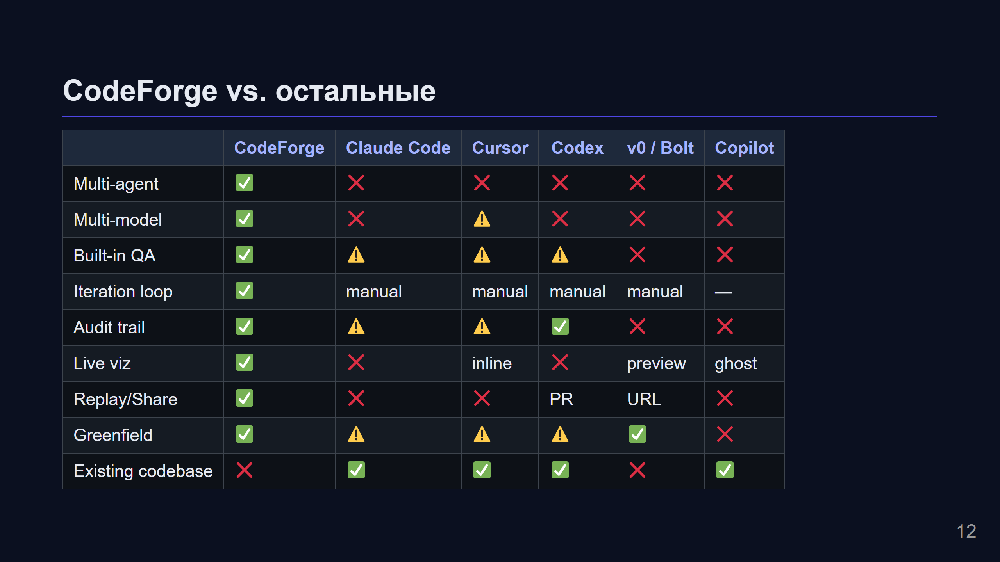 CodeForge vs. остальные
CodeForge Claude Code Cursor Codex v0 / Bolt Copilot
Multi-agent ✅ ❌ ❌ ❌ ❌ ❌
Multi-model ✅ ❌ ⚠️ ❌ ❌ ❌
Built-in QA ✅ ⚠️ ⚠️ ⚠️ ❌ ❌
Iteration loop ✅ manual manual manual manual —
Audit trail ✅ ⚠️ ⚠️ ✅ ❌ ❌
Live viz ✅ ❌ inline ❌ preview ghost
Replay/Share ✅ ❌ ❌ PR URL ❌
Greenfield ✅ ⚠️ ⚠️ ⚠️ ✅ ❌
Existing codebase ❌ ✅ ✅ ✅ ❌ ✅
12